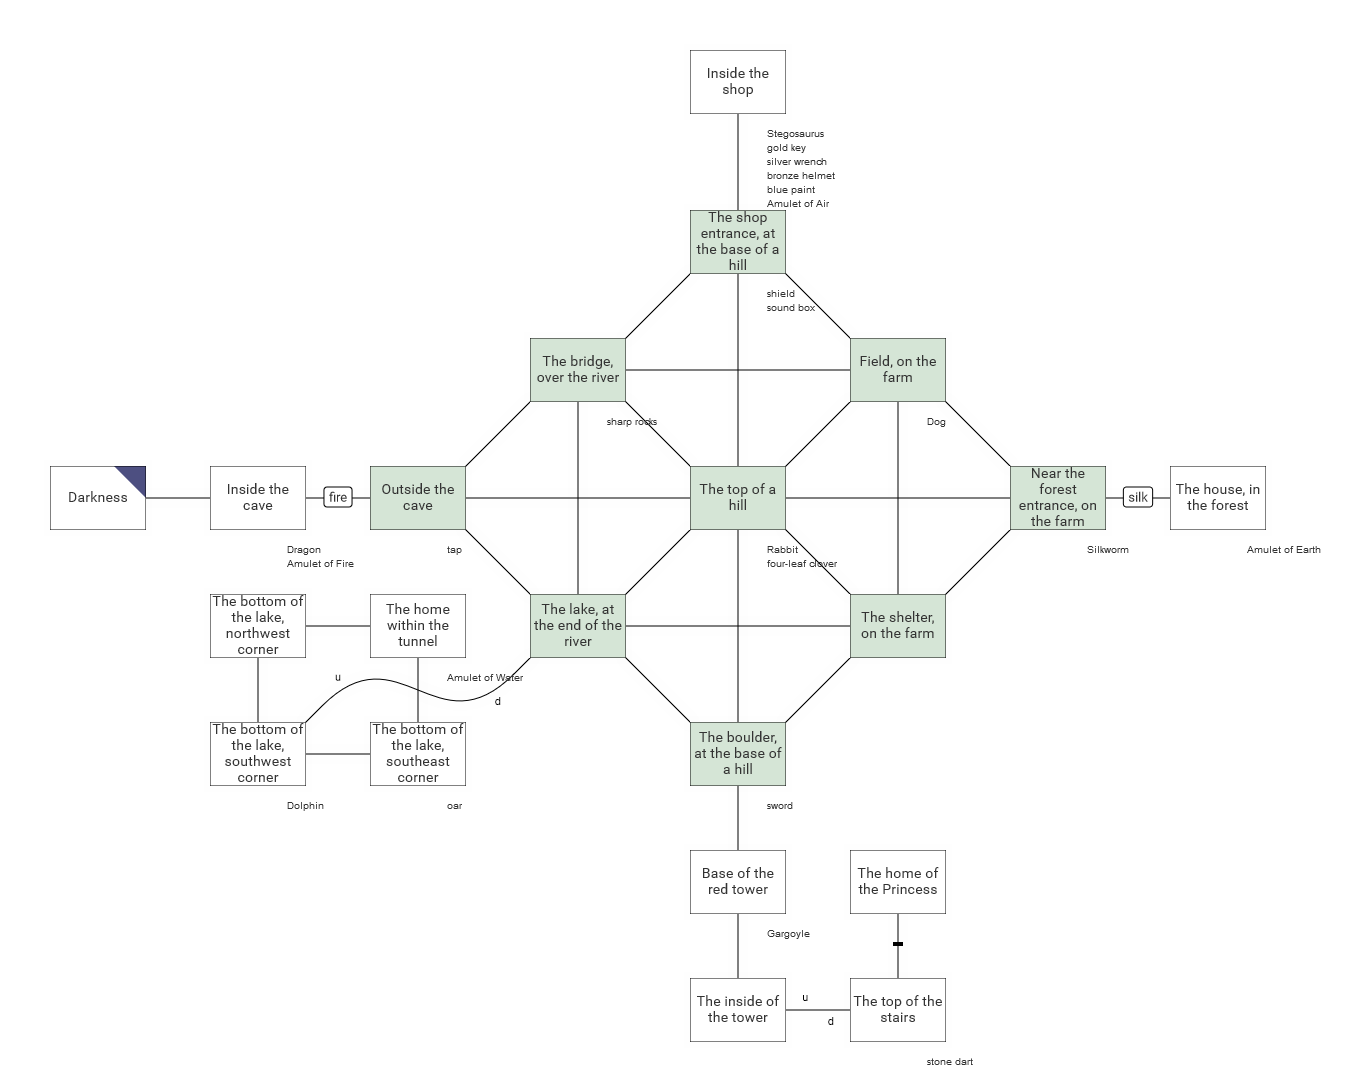 Inside the
shop
Stegosaurus
gold key
silver wrench
bronze helmet
blue paint
Amulet of Air
The shop
entrance, at
the base of a
hill
shield
sound box
The bridge,
over the river
Field, on the
farm
sharp rocks
Dog
Darkness
Inside the
cave
fire
Outside the
cave
The top of a
hill
Near the
forest
entrance, on
the farm
silk
The house, in
the forest
Dragon
Amulet of Fire
tap
Rabbit
four-leaf clover
Silkworm
Amulet of Earth
The bottom of
the lake,
northwest
corner
The home
within the
tunnel
The lake, at
the end of the
river
The shelter,
on the farm
u
Amulet of Water
d
The bottom of
the lake,
southwest
corner
The bottom of
the lake,
southeast
corner
The boulder,
at the base of
a hill
Dolphin
oar
sword
Base of the
red tower
The home of
the Princess
Gargoyle
The inside of
the tower
u
d
The top of the
stairs
stone dart